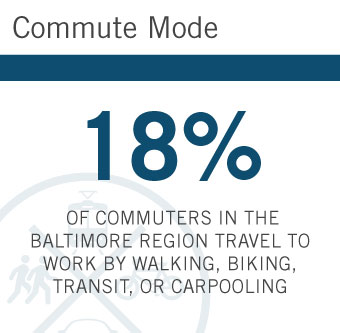 Commute Mode
18%
OF COMMUTERS IN THE
BALTIMORE REGION TRAVEL TO
WORK BY WALKING, BIKING,
TRANSIT, OR CARPOOLING